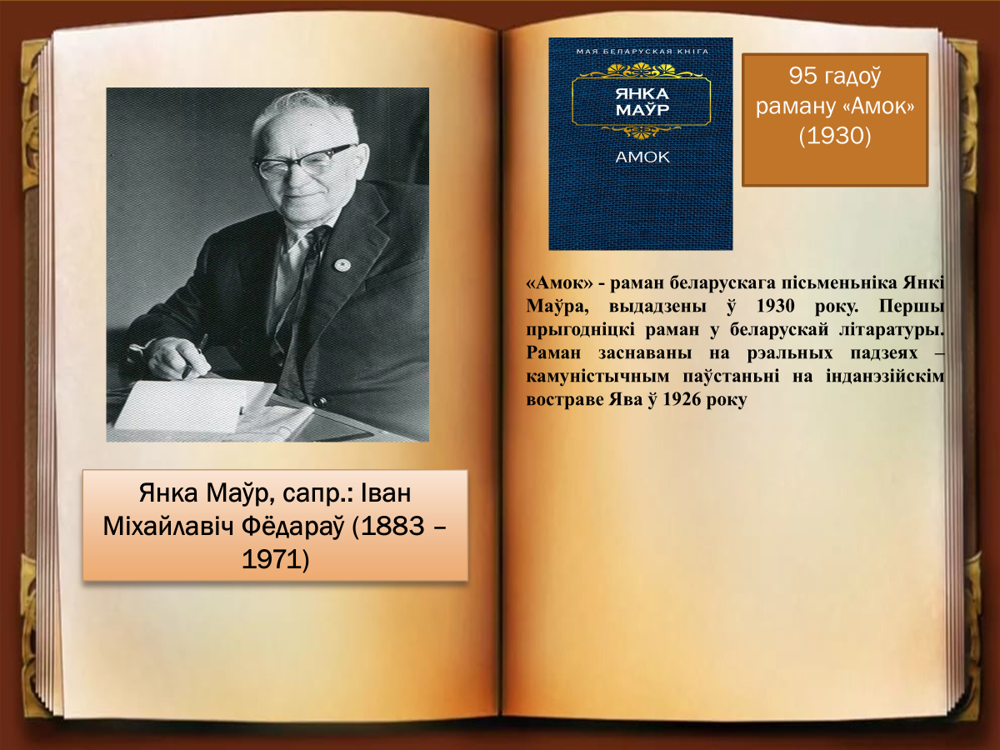 Янка Маўр, сапр.: Іван
Міхайлавіч Фёдараў (1883 –
1971)
МАЯ БЕЛАРУСКАЯ КНІГА
ЯНКА
МАЎР
АМОК
95 гадоў
раману «Амок»
(1930)
«Амок» - раман беларускага пісьменьніка Янкі
Маўра, выдадзены ў 1930 року. Першы
прыгодніцкі раман у беларускай літаратуры.
Раман заснаваны на рэальных падзеях –
камуністычным паўстаньні на інданэзійскім
востраве Ява ў 1926 року